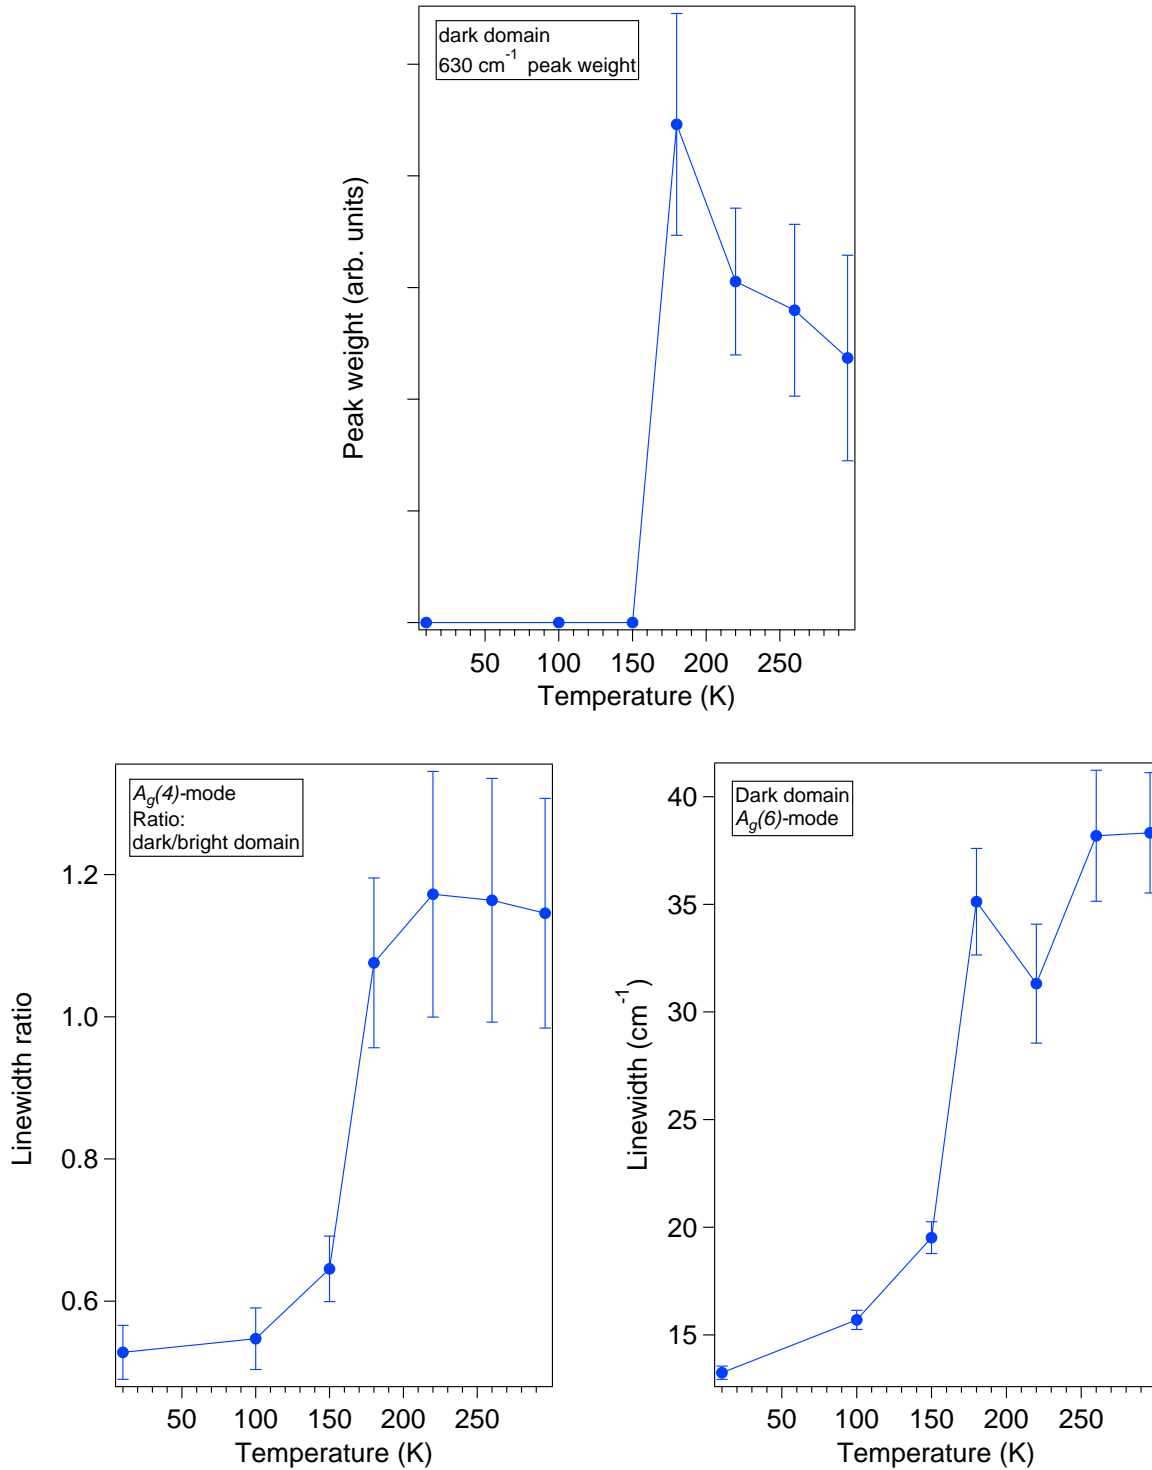 dark domain
630 cm⁻¹ peak weight
Peak weight (arb. units)
50 100 150 200 250
Temperature (K)
A_g(4)-mode
Ratio:
dark/bright domain
1.2
1.0
0.8
0.6
Linewidth ratio
50 100 150 200 250
Temperature (K)
Dark domain
A_g(6)-mode
40
35
30
25
20
15
Linewidth (cm⁻¹)
50 100 150 200 250
Temperature (K)